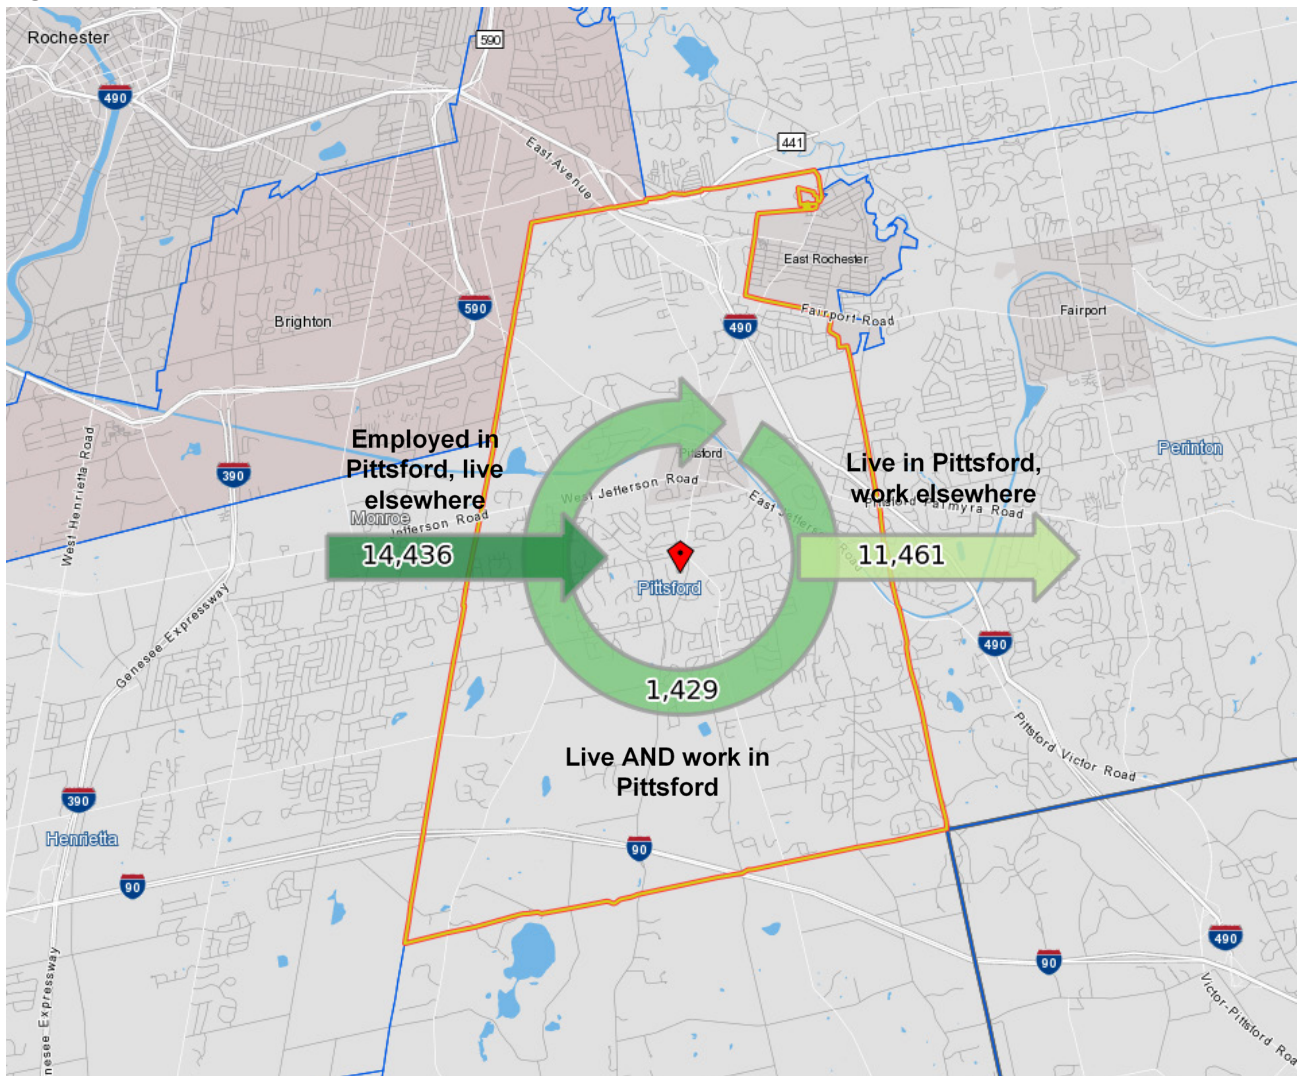 Rochester
590
490
441
East Avenue
East Rochester
Brighton
590
Fairport Road
Fairport
490
Employed in
Pittsford, live
elsewhere
Live in Pittsford,
work elsewhere
Perinton
West Henrietta Road
390
West Jefferson Road
East Jefferson Road
Pittsford Palmyra Road
Monroe
Jefferson Road
14,436
11,461
Pittsford
490
Genesee Expressway
1,429
Live AND work in
Pittsford
Pittsford Victor Road
390
Henrietta
90
90
490
90
Victor-Pittsford Roa
nesee Expressway